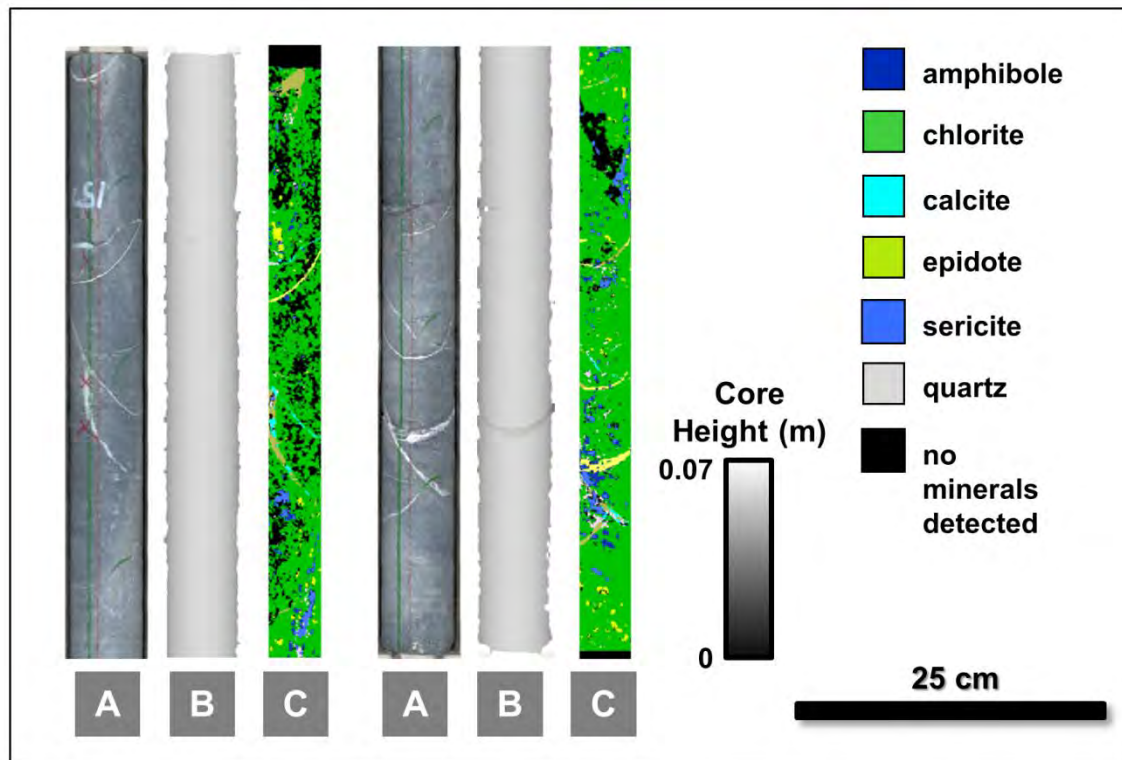 amphibole
chlorite
calcite
epidote
sericite
quartz
no
minerals
detected
Core
Height (m)
0.07
0
25 cm
A
B
C
A
B
C